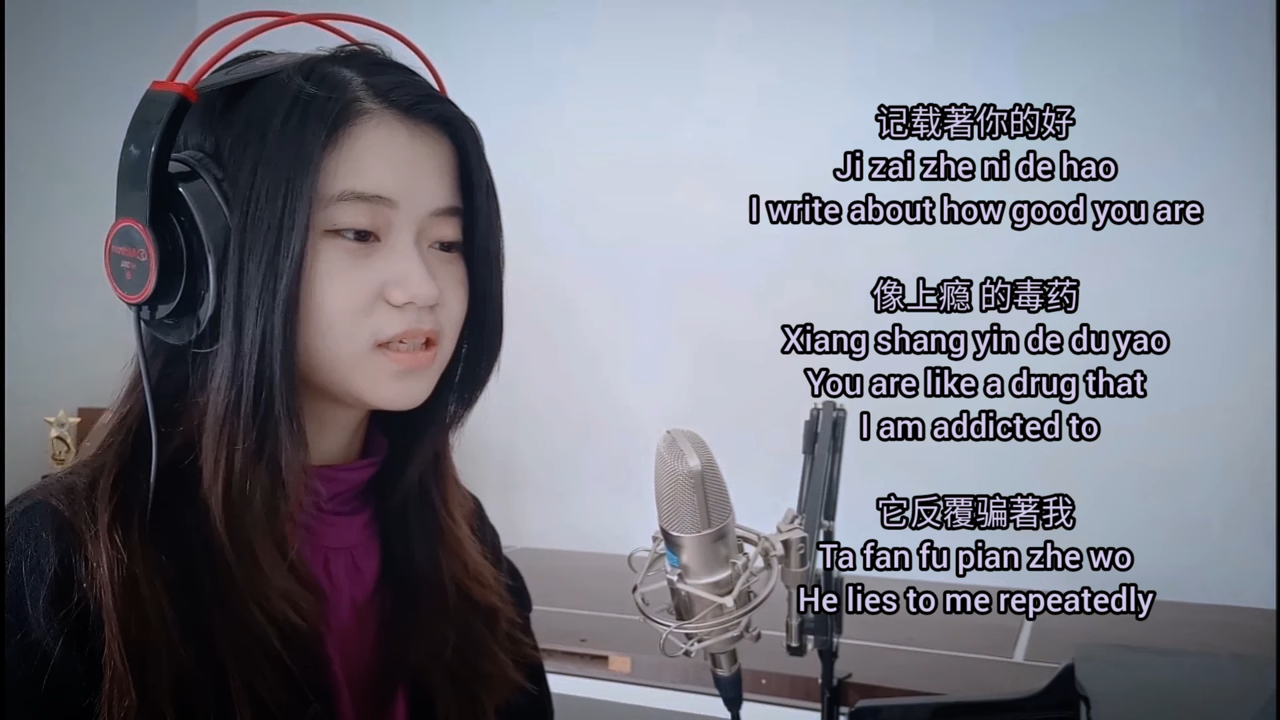 记载著你的好
Ji zai zhe ni de hao
I write about how good you are
像上瘾 的毒药
Xiang shang yin de du yao
You are like a drug that
I am addicted to
它反覆骗著我
Ta fan fu pian zhe wo
He lies to me repeatedly